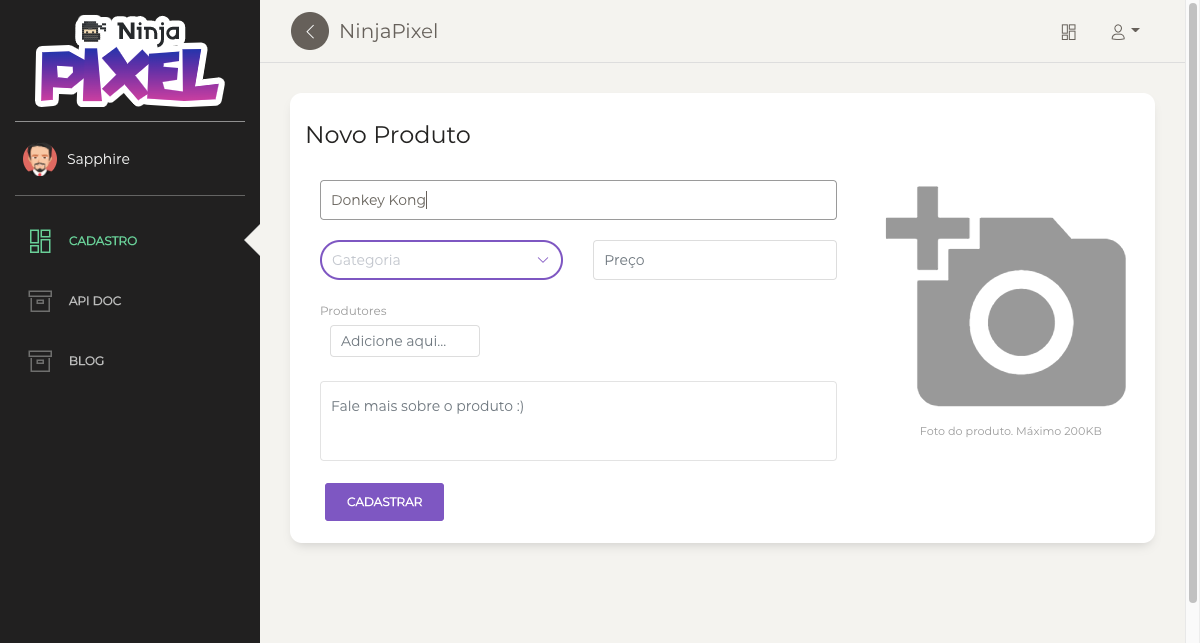 Ninja
PIXEL
NinjaPixel
Sapphire
CADASTRO
API DOC
BLOG
Novo Produto
Donkey Kong
Gategoria
Preço
Produtores
Adicione aqui...
Fale mais sobre o produto :)
CADASTRAR
Foto do produto. Máximo 200KB